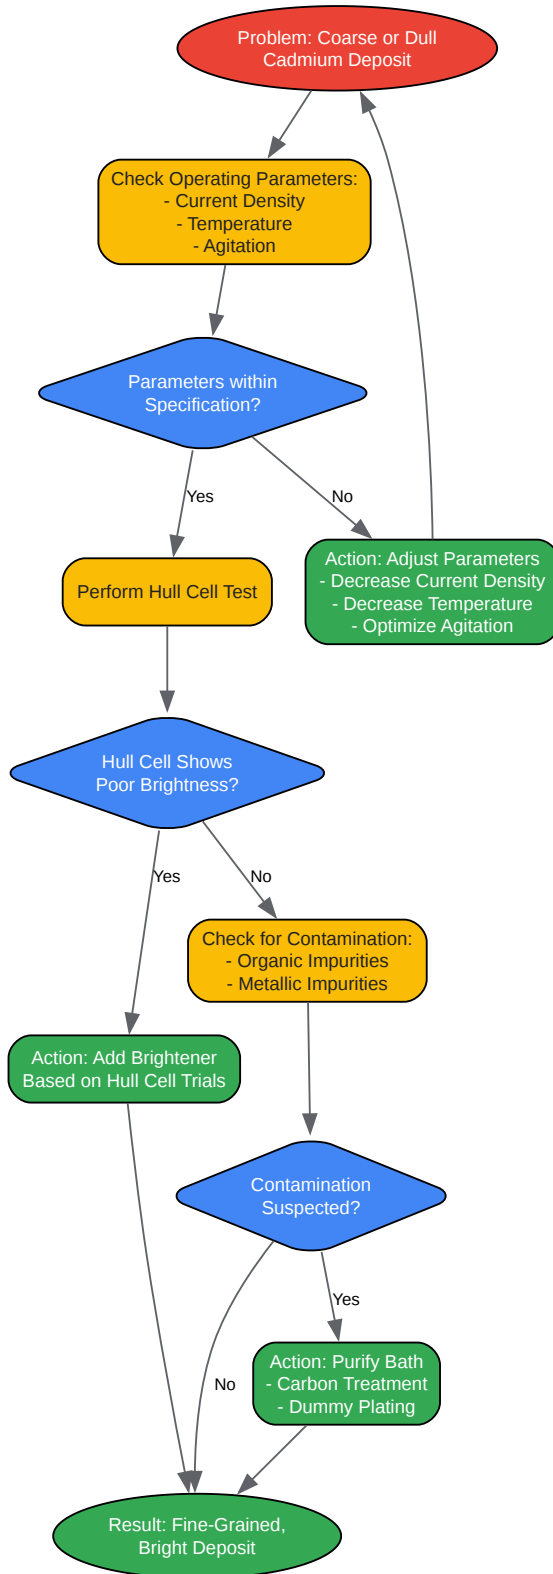 Problem: Coarse or Dull
Cadmium Deposit
Check Operating Parameters:
- Current Density
- Temperature
- Agitation
Parameters within
Specification?
Yes
No
Perform Hull Cell Test
Action: Adjust Parameters
- Decrease Current Density
- Decrease Temperature
- Optimize Agitation
Hull Cell Shows
Poor Brightness?
Yes
No
Check for Contamination:
- Organic Impurities
- Metallic Impurities
Action: Add Brightener
Based on Hull Cell Trials
Contamination
Suspected?
Yes
No
Action: Purify Bath
- Carbon Treatment
- Dummy Plating
Result: Fine-Grained,
Bright Deposit